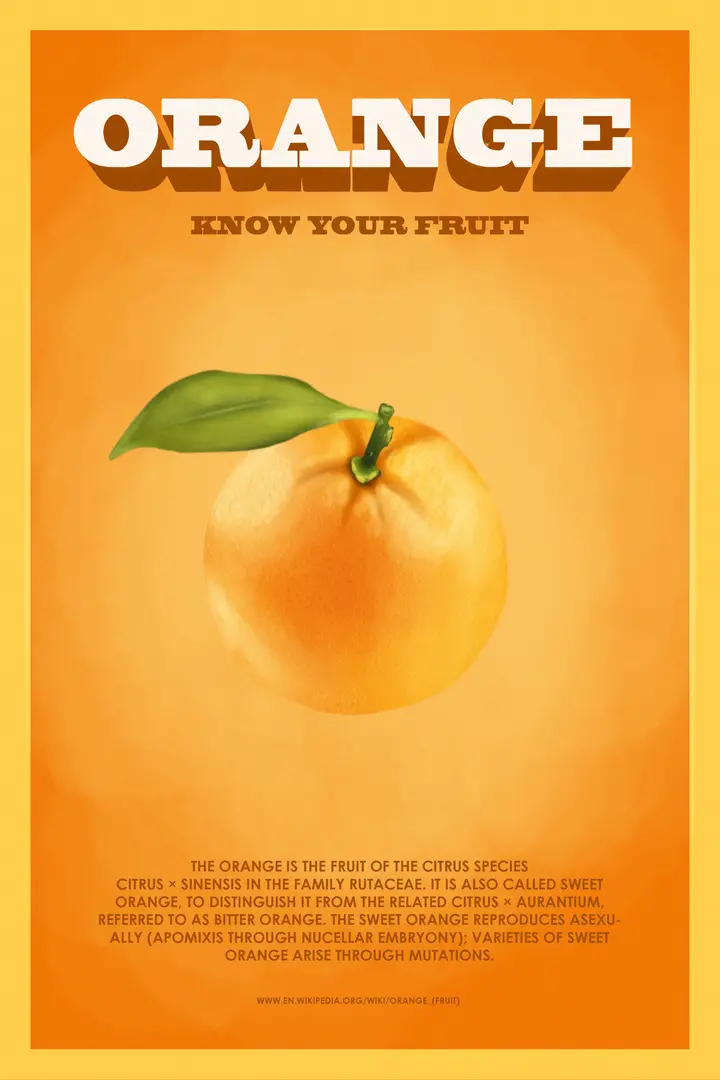 ORANGE
KNOW YOUR FRUIT
THE ORANGE IS THE FRUIT OF THE CITRUS SPECIES
CITRUS × SINENSIS IN THE FAMILY RUTACEAE. IT IS ALSO CALLED SWEET
ORANGE, TO DISTINGUISH IT FROM THE RELATED CITRUS × AURANTIUM,
REFERRED TO AS BITTER ORANGE. THE SWEET ORANGE REPRODUCES ASEXU-
ALLY (APOMIXIS THROUGH NUCELLAR EMBRYONY); VARIETIES OF SWEET
ORANGE ARISE THROUGH MUTATIONS.
WWW.EN.WIKIPEDIA.ORG/WIKI/ORANGE_(FRUIT)